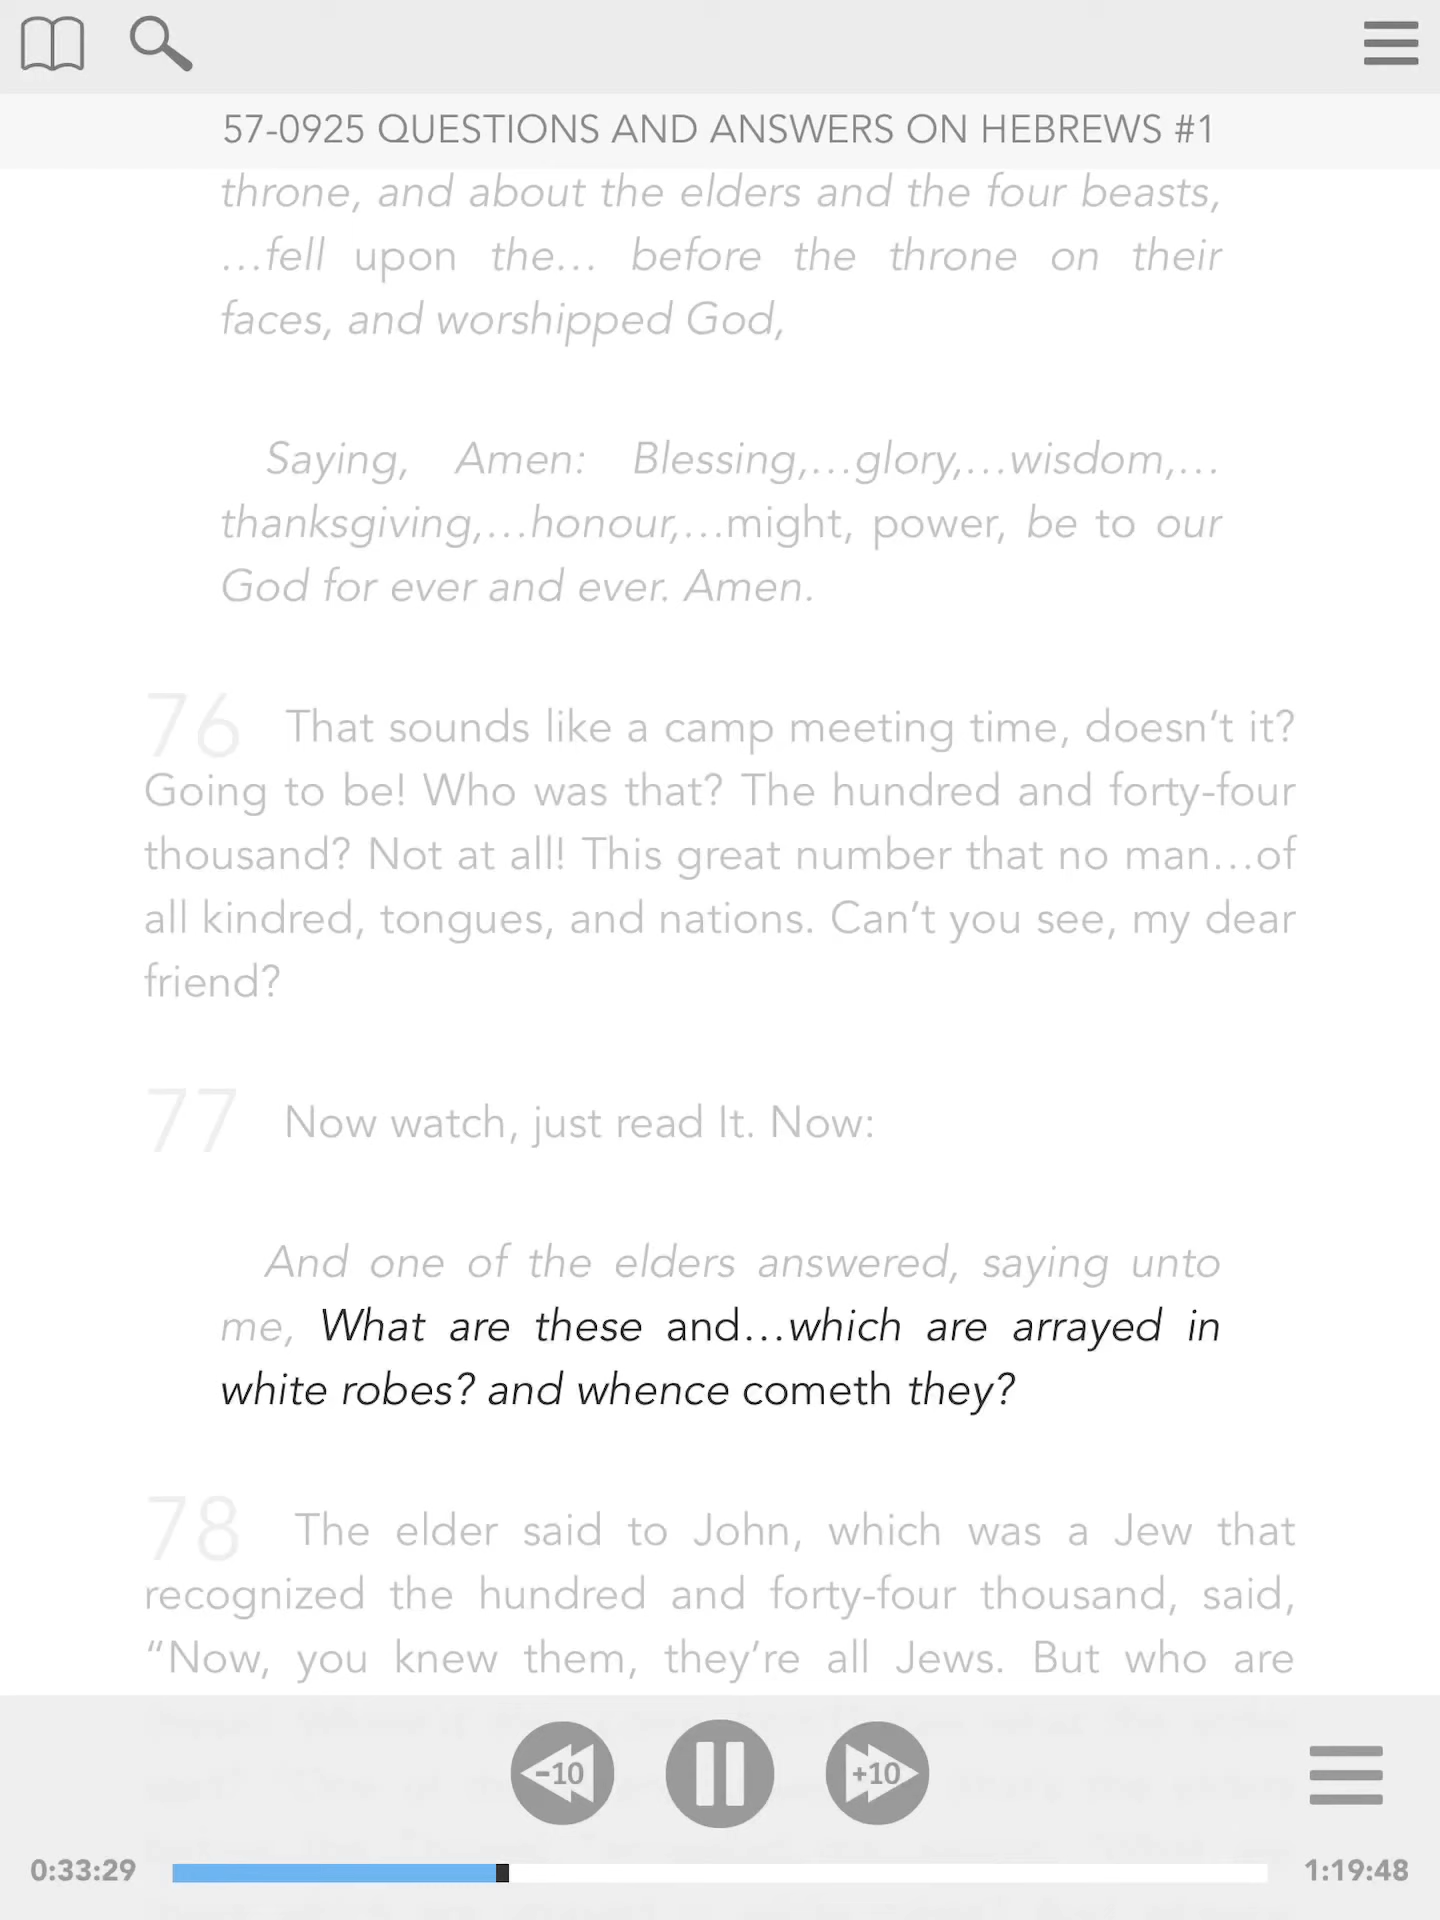 57-0925 QUESTIONS AND ANSWERS ON HEBREWS #1
throne, and about the elders and the four beasts,
…fell upon the… before the throne on their
faces, and worshipped God,
Saying, Amen: Blessing,…glory,…wisdom,…
thanksgiving,…honour,…might, power, be to our
God for ever and ever. Amen.
76 That sounds like a camp meeting time, doesn’t it?
Going to be! Who was that? The hundred and forty-four
thousand? Not at all! This great number that no man…of
all kindred, tongues, and nations. Can’t you see, my dear
friend?
77 Now watch, just read It. Now:
And one of the elders answered, saying unto
me, What are these and…which are arrayed in
white robes? and whence cometh they?
78 The elder said to John, which was a Jew that
recognized the hundred and forty-four thousand, said,
“Now, you knew them, they’re all Jews. But who are
-10 +10
0:33:29 1:19:48